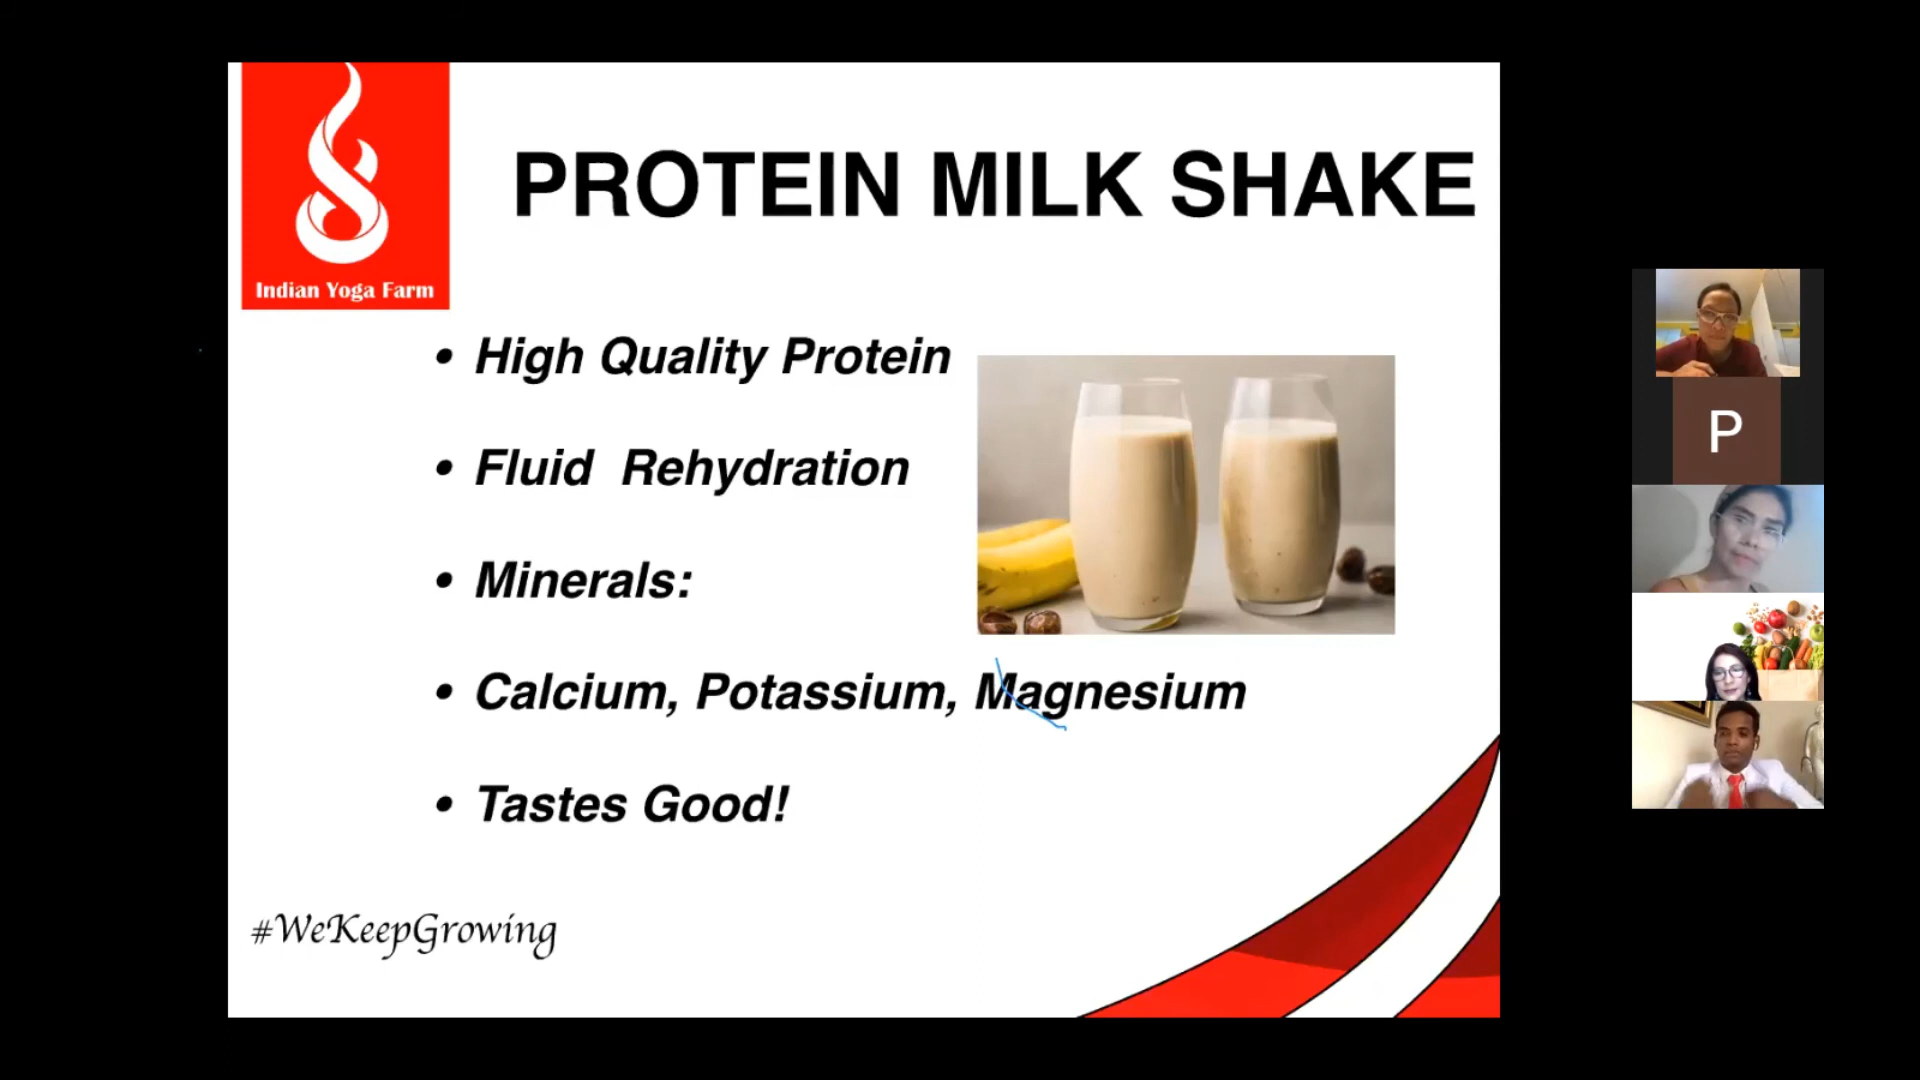 Indian Yoga Farm
PROTEIN MILK SHAKE
• High Quality Protein
• Fluid Rehydration
• Minerals:
• Calcium, Potassium, Magnesium
• Tastes Good!
#WeKeepGrowing
P